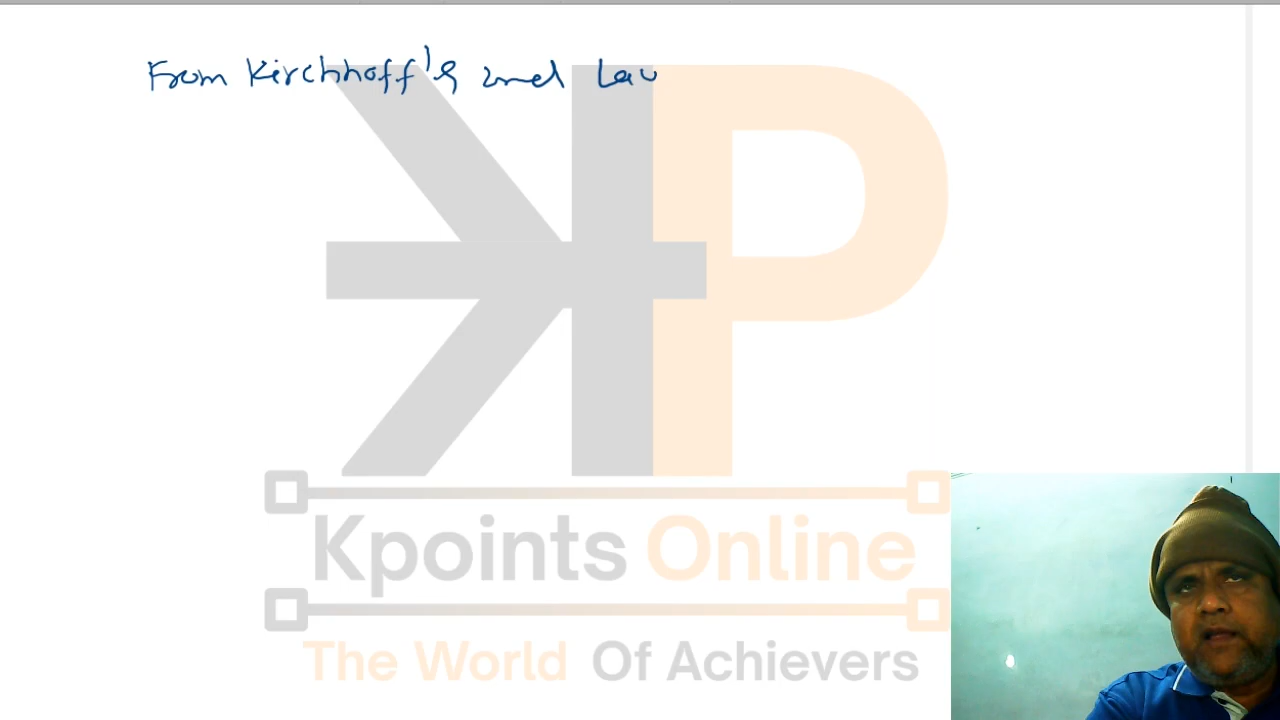 From Kirchhoff's 2nd Law
Kpoints Online
The World Of Achievers